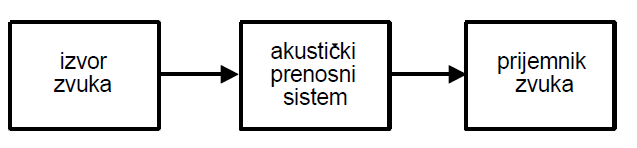 izvor
zvuka
akustički
prenosni
sistem
prijemnik
zvuka